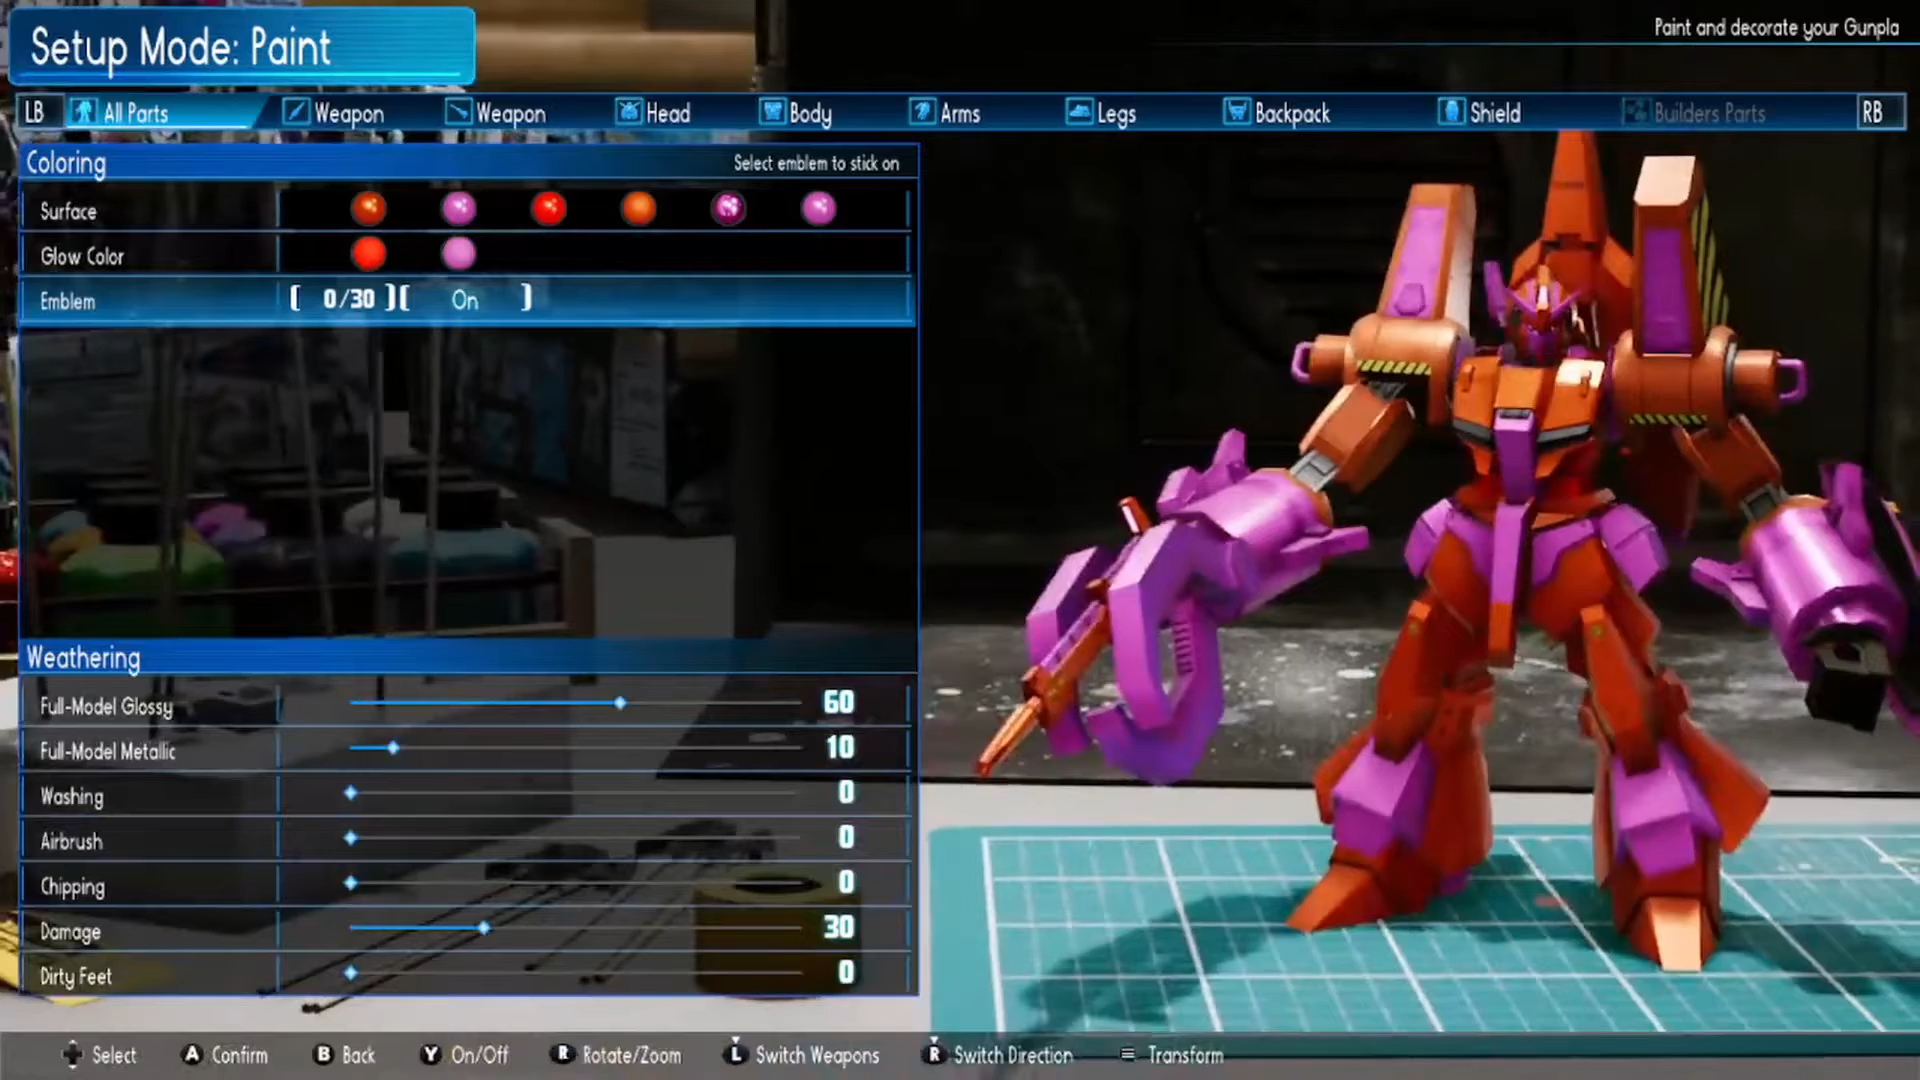 Setup Mode: Paint
Paint and decorate your Gunpla
LB All Parts Weapon Weapon Head Body Arms Legs Backpack Shield Builders Parts RB
Coloring Select emblem to stick on
Surface
Glow Color
Emblem [ 0/30 ][ On ]
Weathering
Full-Model Glossy 60
Full-Model Metallic 10
Washing 0
Airbrush 0
Chipping 0
Damage 30
Dirty Feet 0
Select A Confirm B Back Y On/Off R Rotate/Zoom L Switch Weapons R Switch Direction Transform